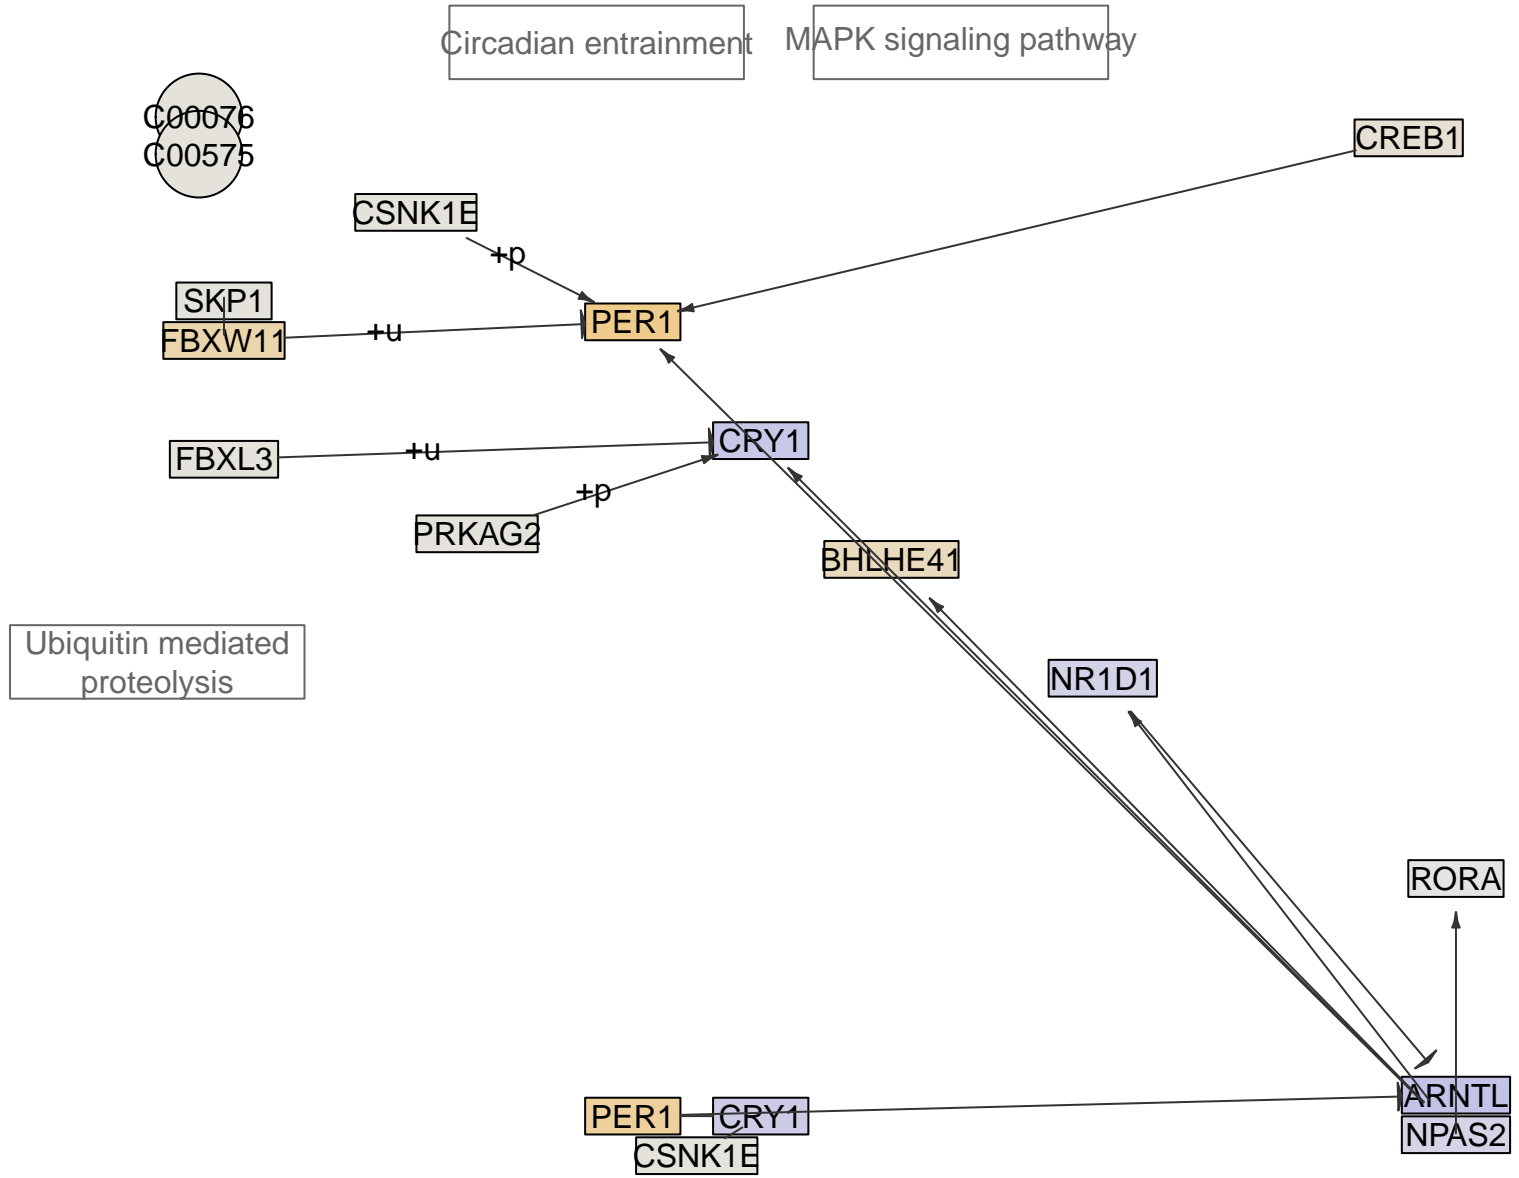 Circadian entrainment
MAPK signaling pathway
C00076
C00575
CREB1
CSNK1E
+p
SKP1
FBXW11
+u
PER1
FBXL3
+u
CRY1
+p
PRKAG2
BHLHE41
Ubiquitin mediated
proteolysis
NR1D1
RORA
PER1
CRY1
CSNK1E
ARNTL
NPAS2